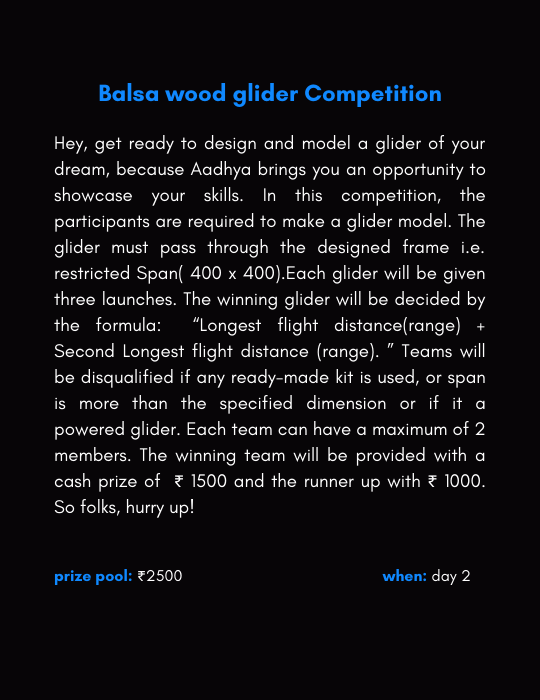 Balsa wood glider Competition
Hey, get ready to design and model a glider of your
dream, because Aadhya brings you an opportunity to
showcase your skills. In this competition, the
participants are required to make a glider model. The
glider must pass through the designed frame i.e.
restricted Span( 400 x 400).Each glider will be given
three launches. The winning glider will be decided by
the formula: “Longest flight distance(range) +
Second Longest flight distance (range). ” Teams will
be disqualified if any ready-made kit is used, or span
is more than the specified dimension or if it a
powered glider. Each team can have a maximum of 2
members. The winning team will be provided with a
cash prize of ₹ 1500 and the runner up with ₹ 1000.
So folks, hurry up!
prize pool: ₹2500 when: day 2